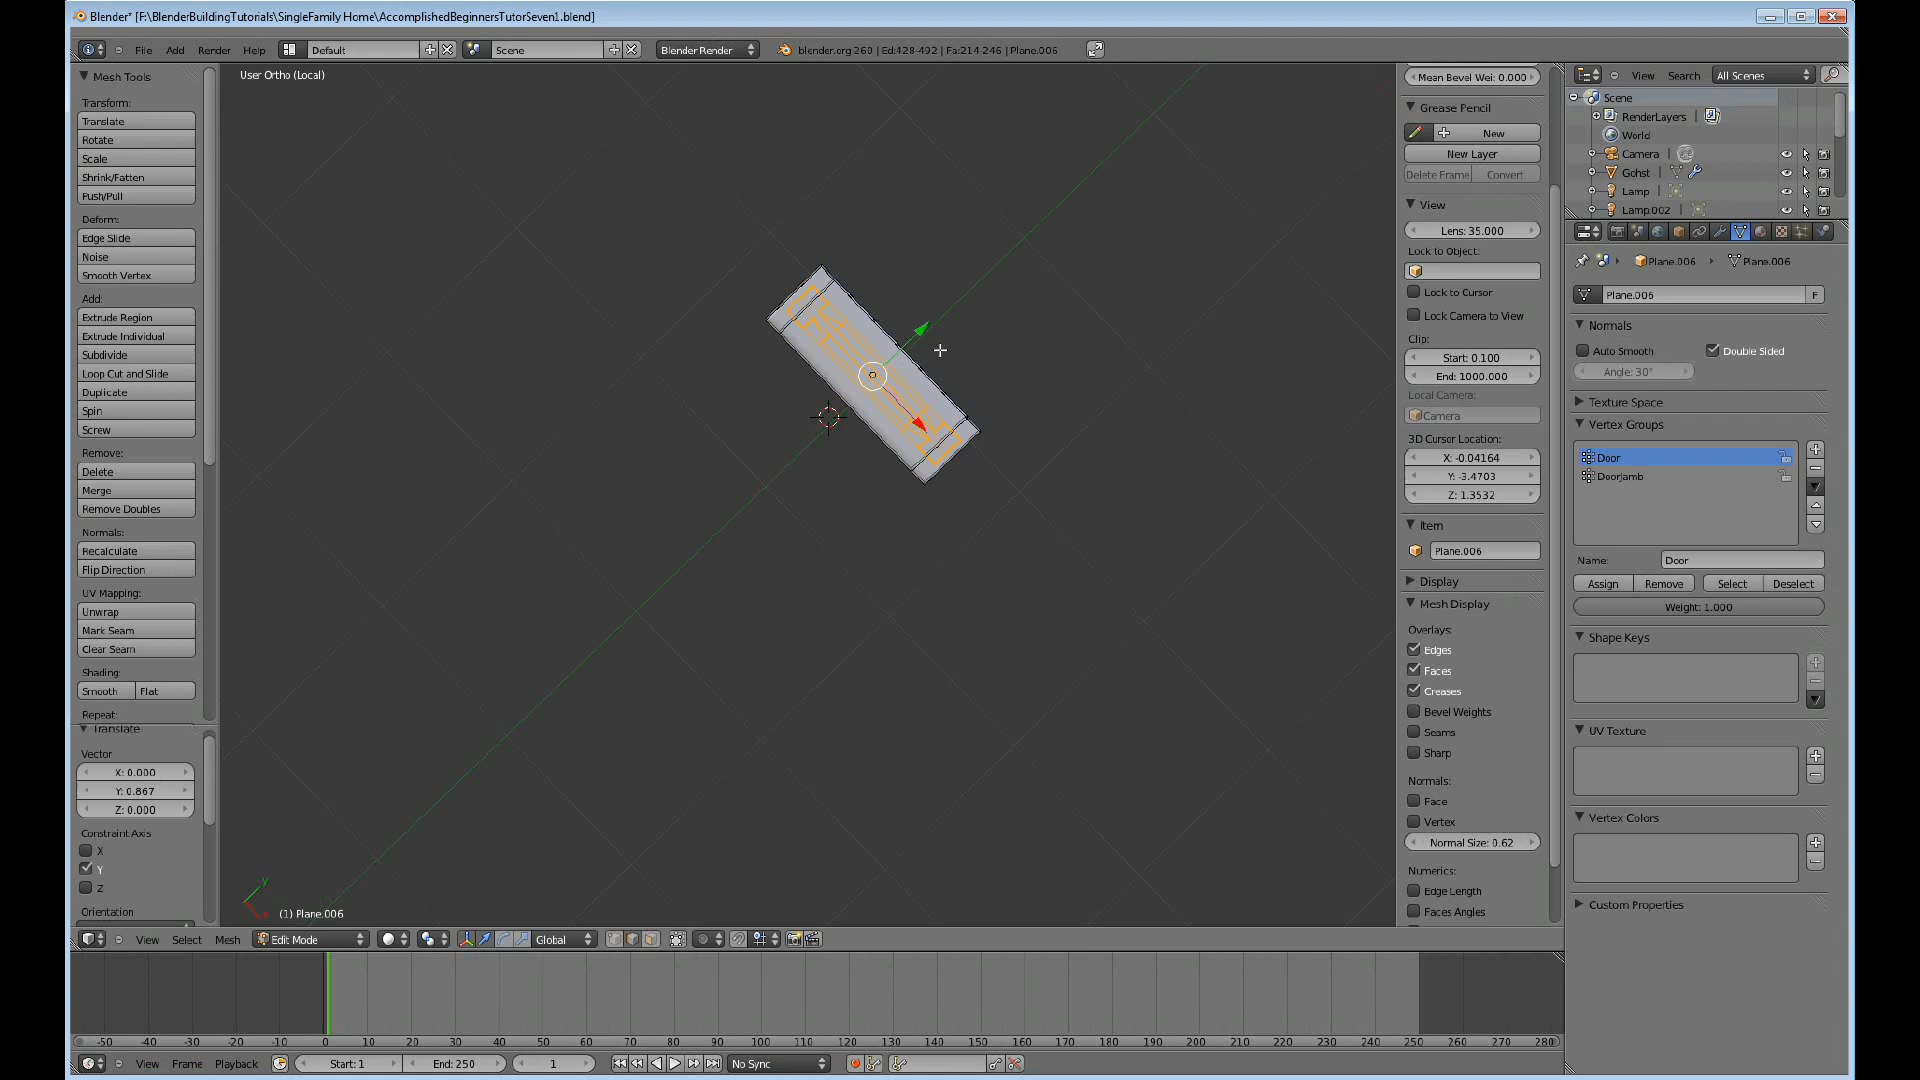 Blender* [F:\BlenderBuildingTutorials\SingleFamily Home\AccomplishedBeginnersTutorSeven1.blend]
File Add Render Help Default Scene Blender Render blender.org 260 | Ed:428-492 | Fa:214-246 | Plane.006
Mesh Tools
Transform:
Translate
Rotate
Scale
Shrink/Fatten
Push/Pull
Deform:
Edge Slide
Noise
Smooth Vertex
Add:
Extrude Region
Extrude Individual
Subdivide
Loop Cut and Slide
Duplicate
Spin
Screw
Remove:
Delete
Merge
Remove Doubles
Normals:
Recalculate
Flip Direction
UV Mapping:
Unwrap
Mark Seam
Clear Seam
Shading:
Smooth Flat
Repeat:
Translate
Vector
X: 0.000
Y: 0.867
Z: 0.000
Constraint Axis
X
Y
Z
Orientation
User Ortho (Local)
y
(1) Plane.006
View Select Mesh Edit Mode Global
Mean Bevel Wei: 0.000
Grease Pencil
New
New Layer
Delete Frame Convert
View
Lens: 35.000
Lock to Object:
Lock to Cursor
Lock Camera to View
Clip:
Start: 0.100
End: 1000.000
Local Camera:
Camera
3D Cursor Location:
X: -0.04164
Y: -3.4703
Z: 1.3532
Item
Plane.006
Display
Mesh Display
Overlays:
Edges
Faces
Creases
Bevel Weights
Seams
Sharp
Normals:
Face
Vertex
Normal Size: 0.62
Numerics:
Edge Length
Faces Angles
View Search All Scenes
Scene
RenderLayers
World
Camera
Gohst
Lamp
Lamp.002
Plane.006 Plane.006
Plane.006 F
Normals
Auto Smooth Double Sided
Angle: 30°
Texture Space
Vertex Groups
Door
DoorJamb
Name: Door
Assign Remove Select Deselect
Weight: 1.000
Shape Keys
UV Texture
Vertex Colors
Custom Properties
-50 -40 -30 -20 -10 0 10 20 30 40 50 60 70 80 90 100 110 120 130 140 150 160 170 180 190 200 210 220 230 240 250 260 270 280
View Frame Playback Start: 1 End: 250 1 No Sync